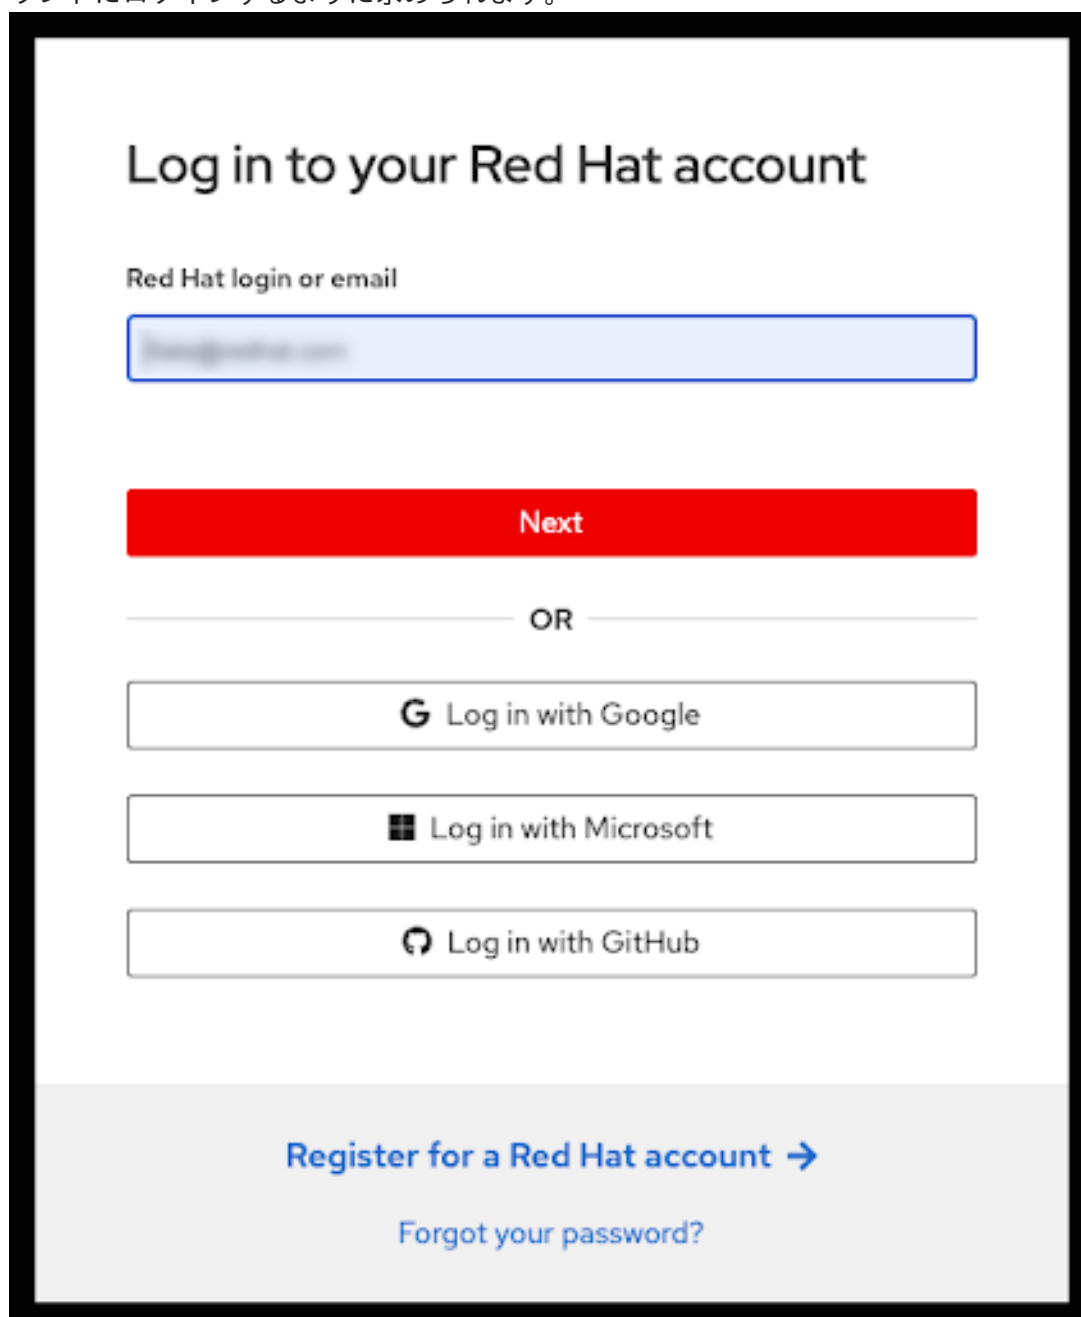 Log in to your Red Hat account
Red Hat login or email
Next
OR
Log in with Google
Log in with Microsoft
Log in with GitHub
Register for a Red Hat account →
Forgot your password?